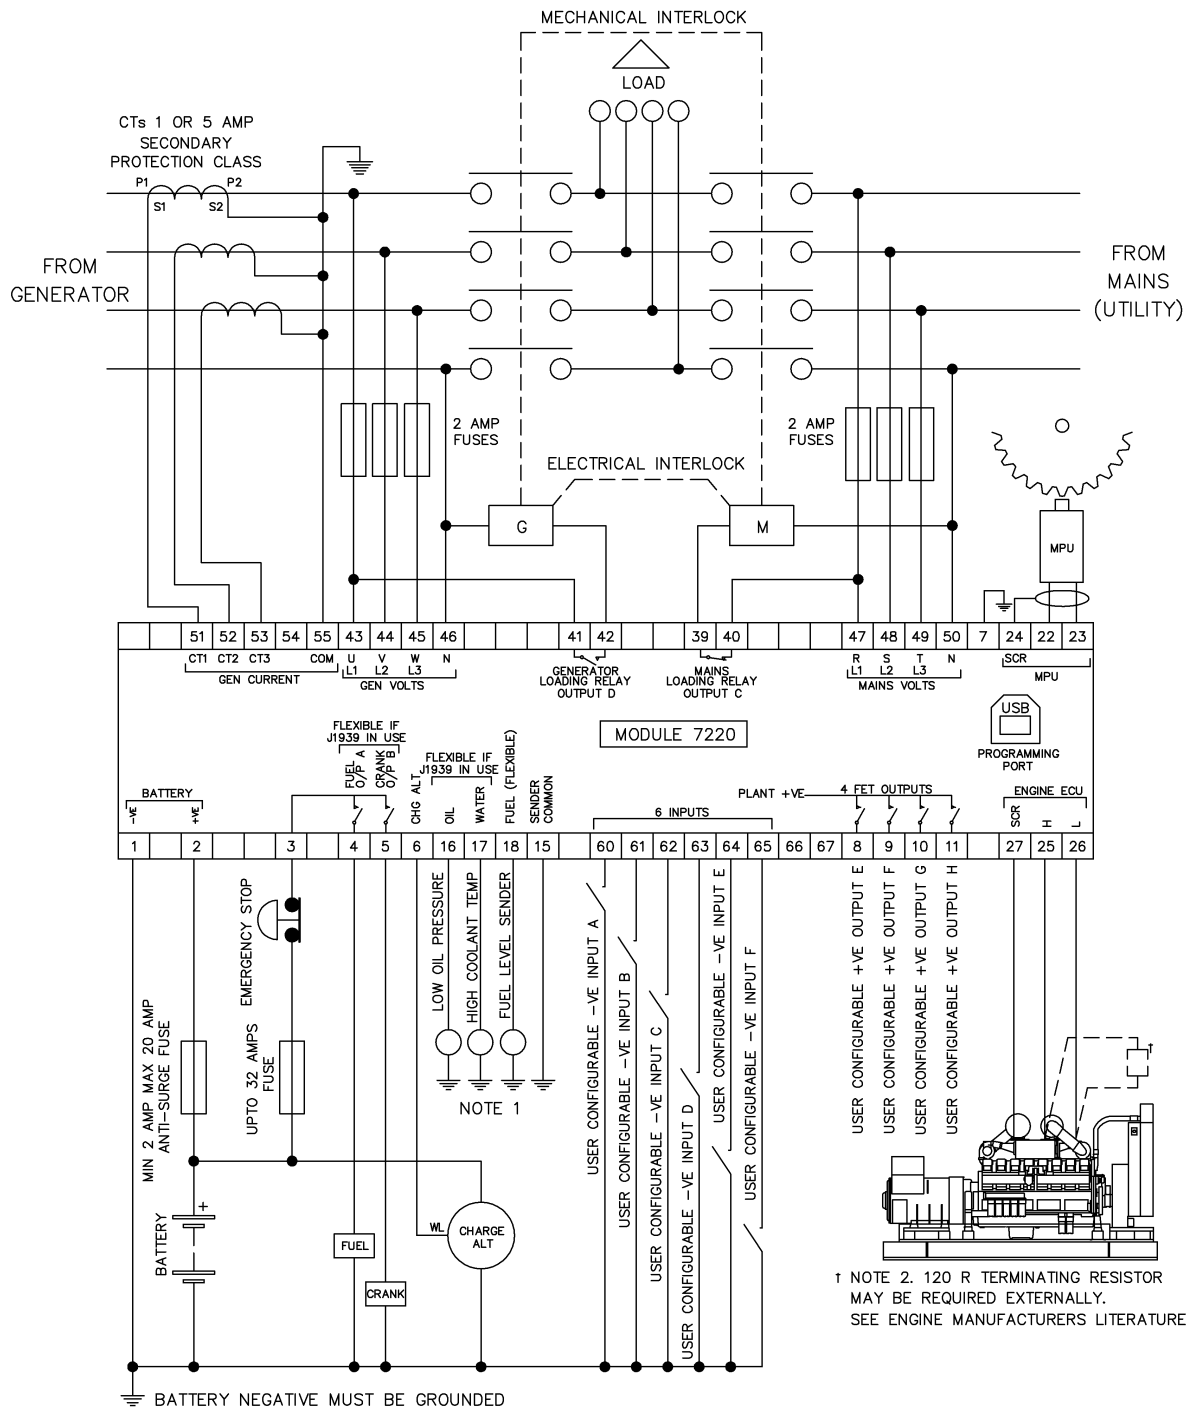 MECHANICAL INTERLOCK
LOAD
CTs 1 OR 5 AMP
SECONDARY
PROTECTION CLASS
P1
P2
S1
S2
FROM
GENERATOR
FROM
MAINS
(UTILITY)
2 AMP
FUSES
2 AMP
FUSES
ELECTRICAL INTERLOCK
G
M
MPU
51
52
53
54
55
43
44
45
46
41
42
39
40
47
48
49
50
7
24
22
23
CT1
CT2
CT3
COM
GEN CURRENT
U
V
W
N
L1
L2
L3
GEN VOLTS
GENERATOR
LOADING RELAY
OUTPUT D
MAINS
LOADING RELAY
OUTPUT C
R
S
T
N
L1
L2
L3
MAINS VOLTS
SCR
MPU
MODULE 7220
USB
PROGRAMMING
PORT
FLEXIBLE IF
J1939 IN USE
FUEL
O/P A
CRANK
O/P B
CHG ALT
FLEXIBLE IF
J1939 IN USE
OIL
WATER
FUEL (FLEXIBLE)
SENDER
COMMON
BATTERY
-VE
+VE
6 INPUTS
PLANT +VE
4 FET OUTPUTS
ENGINE ECU
SCR
H
L
1
2
3
4
5
6
16
17
18
15
60
61
62
63
64
65
66
67
8
9
10
11
27
25
26
EMERGENCY STOP
MIN 2 AMP MAX 20 AMP
ANTI-SURGE FUSE
UPTO 32 AMPS
FUSE
LOW OIL PRESSURE
HIGH COOLANT TEMP
FUEL LEVEL SENDER
NOTE 1
USER CONFIGURABLE -VE INPUT A
USER CONFIGURABLE -VE INPUT B
USER CONFIGURABLE -VE INPUT C
USER CONFIGURABLE -VE INPUT D
USER CONFIGURABLE -VE INPUT E
USER CONFIGURABLE -VE INPUT F
USER CONFIGURABLE +VE OUTPUT E
USER CONFIGURABLE +VE OUTPUT F
USER CONFIGURABLE +VE OUTPUT G
USER CONFIGURABLE +VE OUTPUT H
†
+
BATTERY
FUEL
CRANK
WL
CHARGE
ALT
† NOTE 2. 120 R TERMINATING RESISTOR
MAY BE REQUIRED EXTERNALLY.
SEE ENGINE MANUFACTURERS LITERATURE
BATTERY NEGATIVE MUST BE GROUNDED